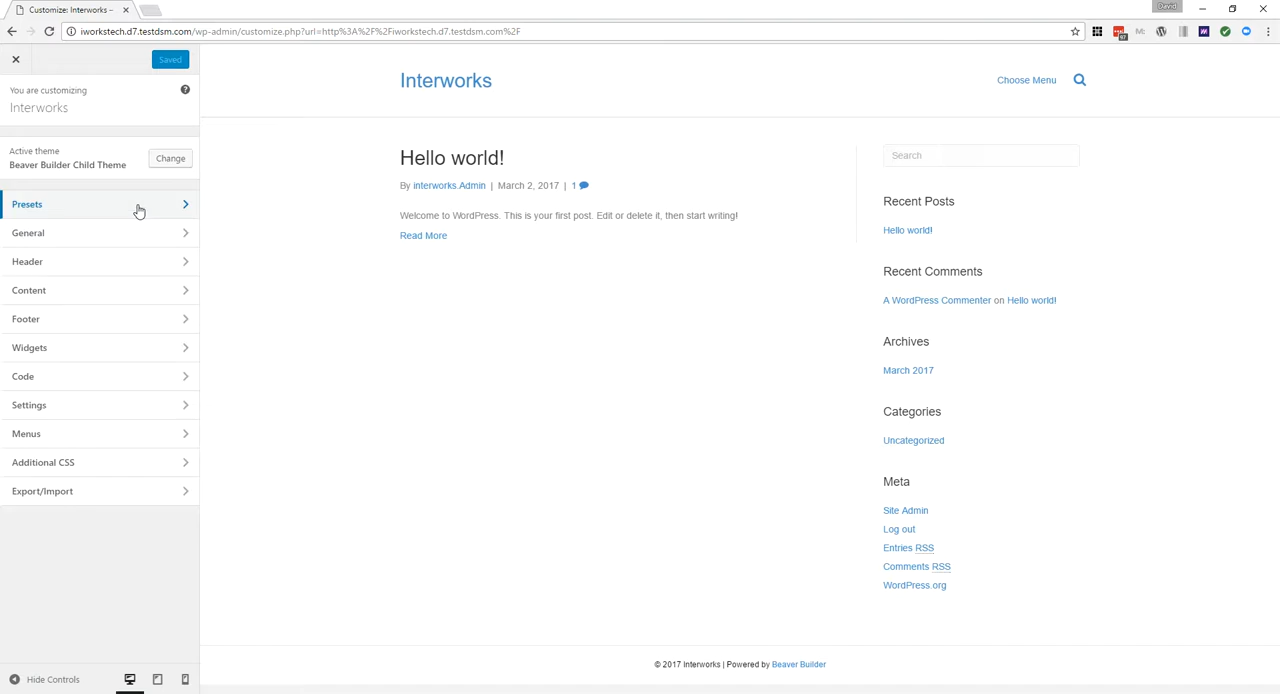 Customize: Interworks –
David
iworkstech.d7.testdsm.com/wp-admin/customize.php?url=http%3A%2F%2Fiworkstech.d7.testdsm.com%2F
97
Saved
You are customizing
Interworks
Active theme
Beaver Builder Child Theme
Change
Presets
General
Header
Content
Footer
Widgets
Code
Settings
Menus
Additional CSS
Export/Import
Hide Controls
Interworks
Choose Menu
Hello world!
By interworks.Admin | March 2, 2017 | 1
Welcome to WordPress. This is your first post. Edit or delete it, then start writing!
Read More
Search
Recent Posts
Hello world!
Recent Comments
A WordPress Commenter on Hello world!
Archives
March 2017
Categories
Uncategorized
Meta
Site Admin
Log out
Entries RSS
Comments RSS
WordPress.org
© 2017 Interworks | Powered by Beaver Builder